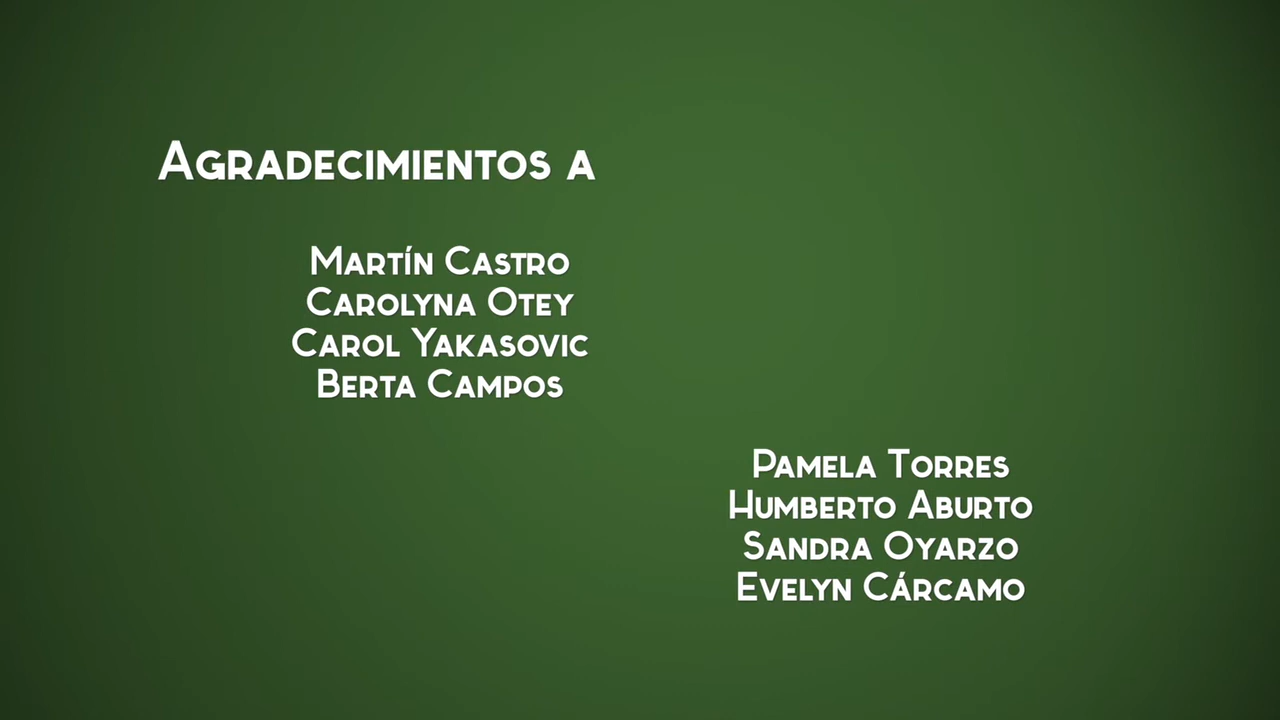 Agradecimientos a
Martín Castro
Carolyna Otey
Carol Yakasovic
Berta Campos
Pamela Torres
Humberto Aburto
Sandra Oyarzo
Evelyn Cárcamo